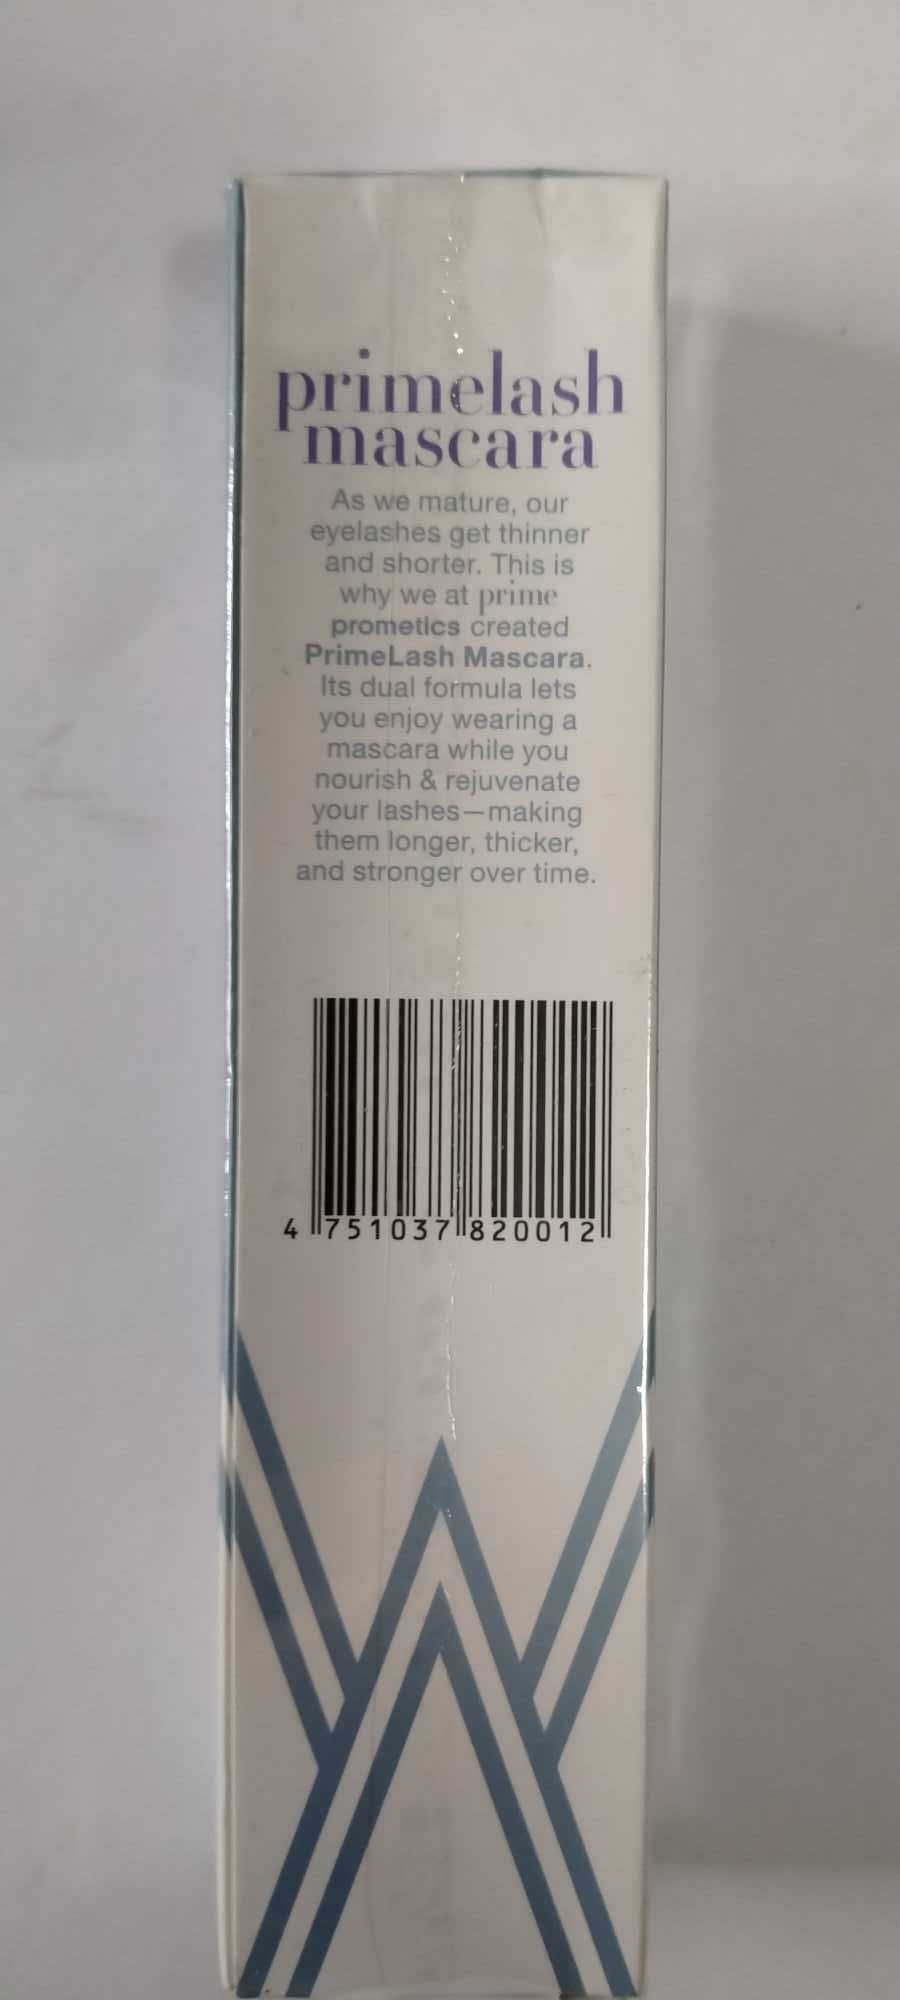 primelash
mascara
As we mature, our
eyelashes get thinner
and shorter. This is
why we at prime
prometics created
PrimeLash Mascara.
Its dual formula lets
you enjoy wearing a
mascara while you
nourish & rejuvenate
your lashes—making
them longer, thicker,
and stronger over time.
4 751037 820012